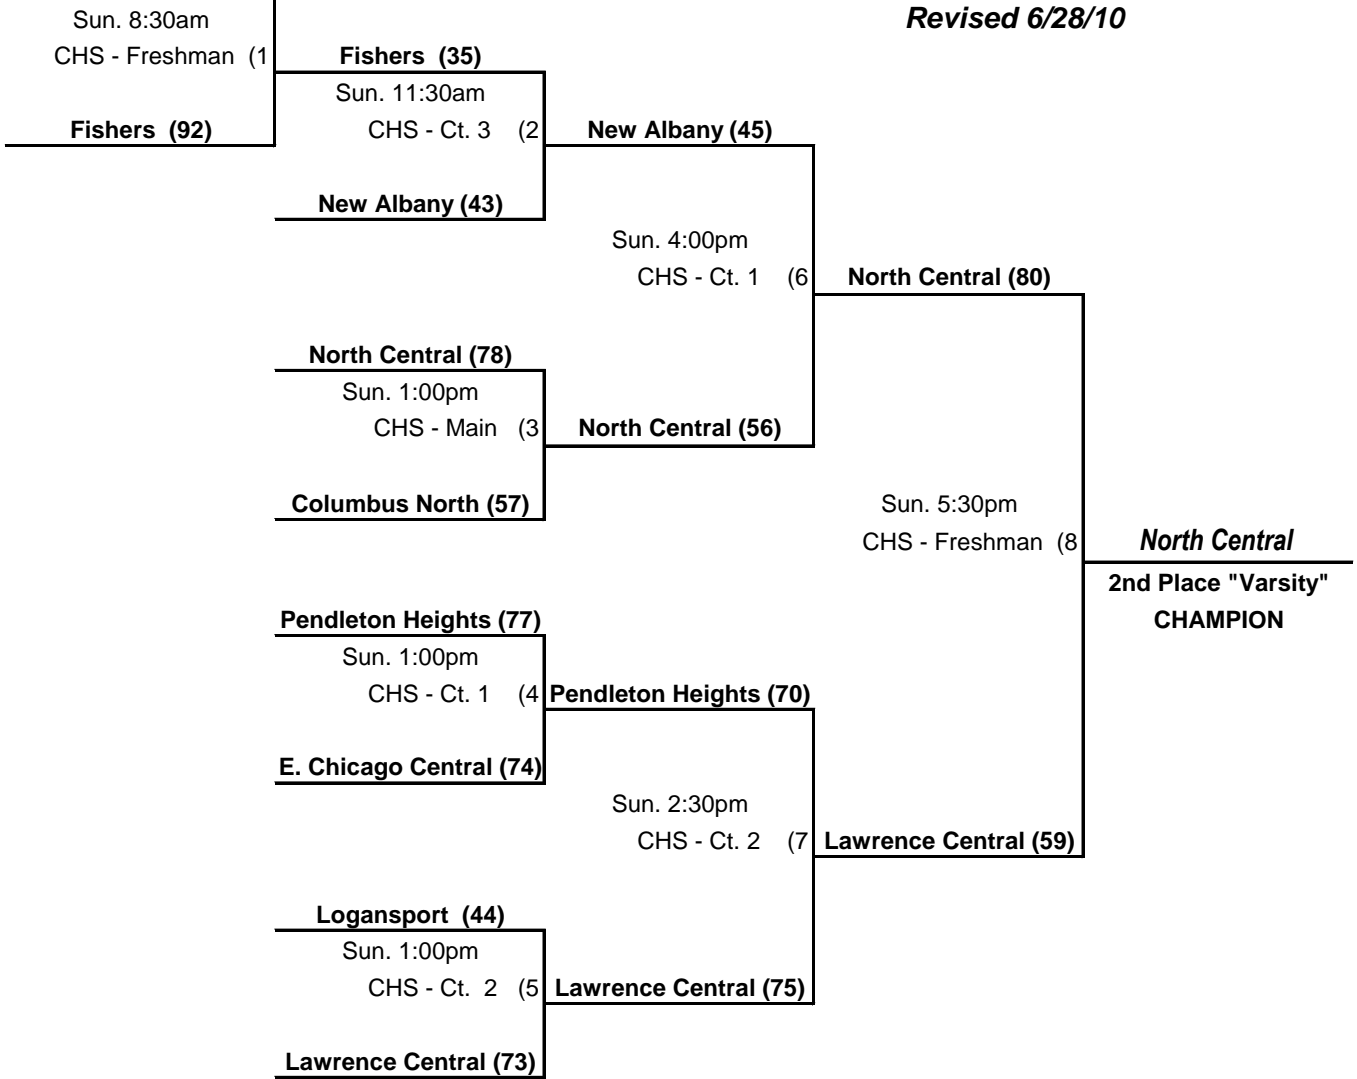 Sun. 8:30am
Revised 6/28/10
CHS - Freshman (1
Fishers (35)
Sun. 11:30am
Fishers (92)
CHS - Ct. 3 (2
New Albany (45)
New Albany (43)
Sun. 4:00pm
CHS - Ct. 1 (6
North Central (80)
North Central (78)
Sun. 1:00pm
CHS - Main (3
North Central (56)
Columbus North (57)
Sun. 5:30pm
CHS - Freshman (8
North Central
2nd Place "Varsity"
CHAMPION
Pendleton Heights (77)
Sun. 1:00pm
CHS - Ct. 1 (4
Pendleton Heights (70)
E. Chicago Central (74)
Sun. 2:30pm
CHS - Ct. 2 (7
Lawrence Central (59)
Logansport (44)
Sun. 1:00pm
CHS - Ct. 2 (5
Lawrence Central (75)
Lawrence Central (73)